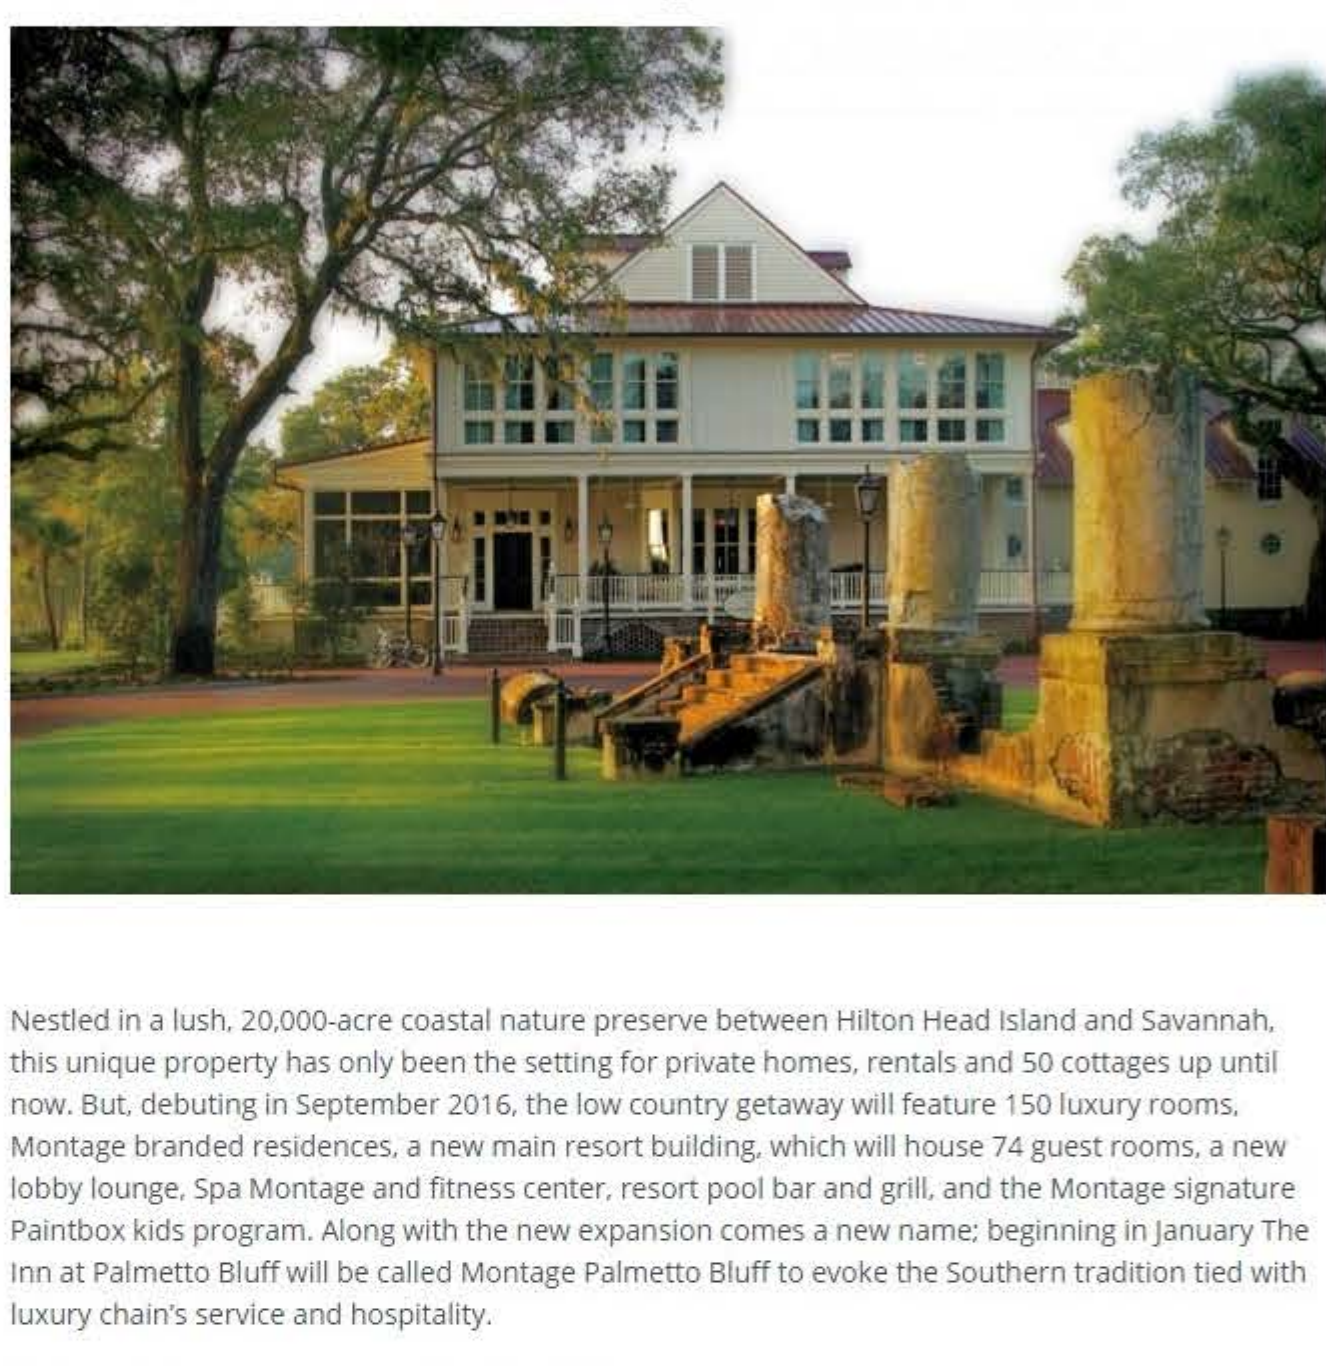 Nestled in a lush, 20,000-acre coastal nature preserve between Hilton Head Island and Savannah,
this unique property has only been the setting for private homes, rentals and 50 cottages up until
now. But, debuting in September 2016, the low country getaway will feature 150 luxury rooms,
Montage branded residences, a new main resort building, which will house 74 guest rooms, a new
lobby lounge, Spa Montage and fitness center, resort pool bar and grill, and the Montage signature
Paintbox kids program. Along with the new expansion comes a new name; beginning in January The
Inn at Palmetto Bluff will be called Montage Palmetto Bluff to evoke the Southern tradition tied with
luxury chain's service and hospitality.